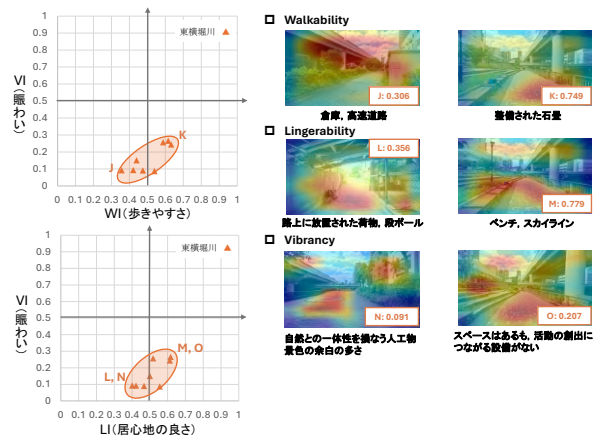 1
0.9
0.8
0.7
0.6
0.5
0.4
0.3
0.2
0.1
0
VI
(賑わい)
東横堀川
J
K
0 0.1 0.2 0.3 0.4 0.5 0.6 0.7 0.8 0.9 1
WI(歩きやすさ)
1
0.9
0.8
0.7
0.6
0.5
0.4
0.3
0.2
0.1
0
VI
(賑わい)
東横堀川
M, O
L, N
0 0.1 0.2 0.3 0.4 0.5 0.6 0.7 0.8 0.9 1
LI(居心地の良さ)
Walkability
J: 0.306
K: 0.749
倉庫, 高速道路
整備された石畳
Lingerability
L: 0.356
M: 0.779
路上に放置された荷物, 段ボール
ベンチ, スカイライン
Vibrancy
N: 0.091
O: 0.207
自然との一体性を損なう人工物
景色の余白の多さ
スペースはあるも, 活動の創出に
つながる設備がない